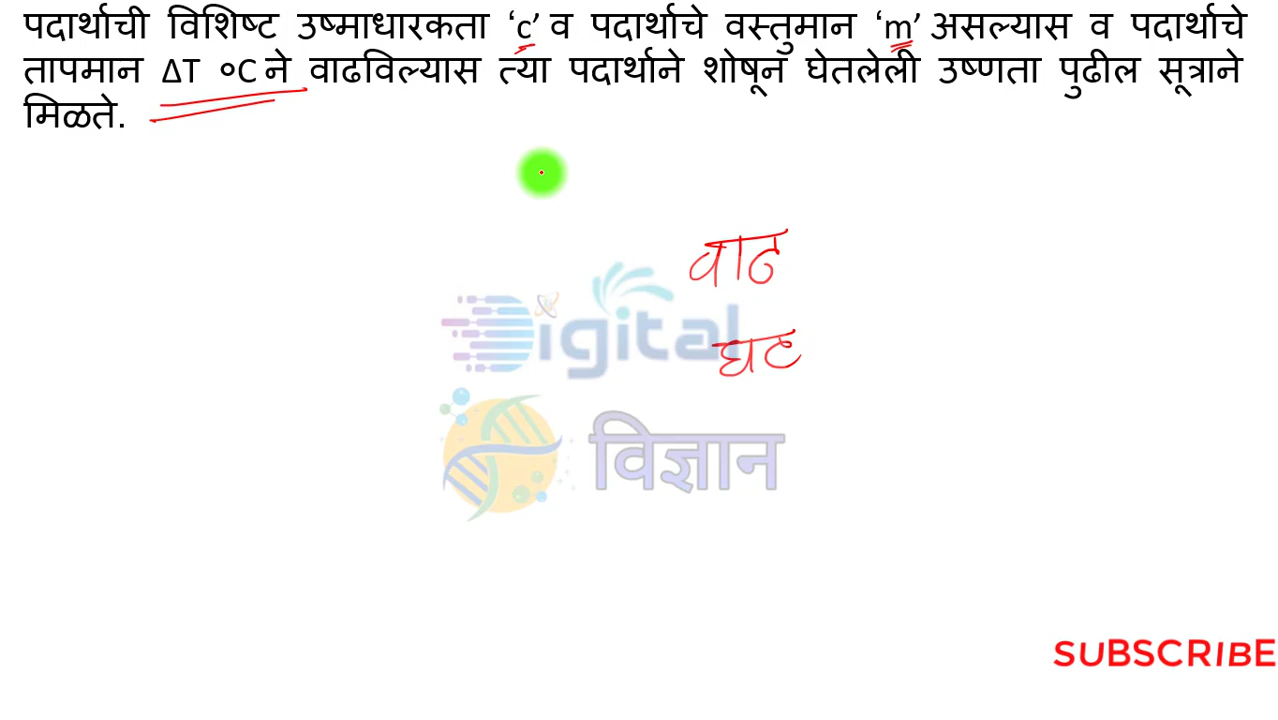 पदार्थाची विशिष्ट उष्माधारकता ‘c’ व पदार्थाचे वस्तुमान ‘m’ असल्यास व पदार्थाचे
तापमान ΔT ∘C ने वाढविल्यास त्या पदार्थाने शोषून घेतलेली उष्णता पुढील सूत्राने
मिळते.
वाढ
घट
Digital
विज्ञान
SUBSCRIBE